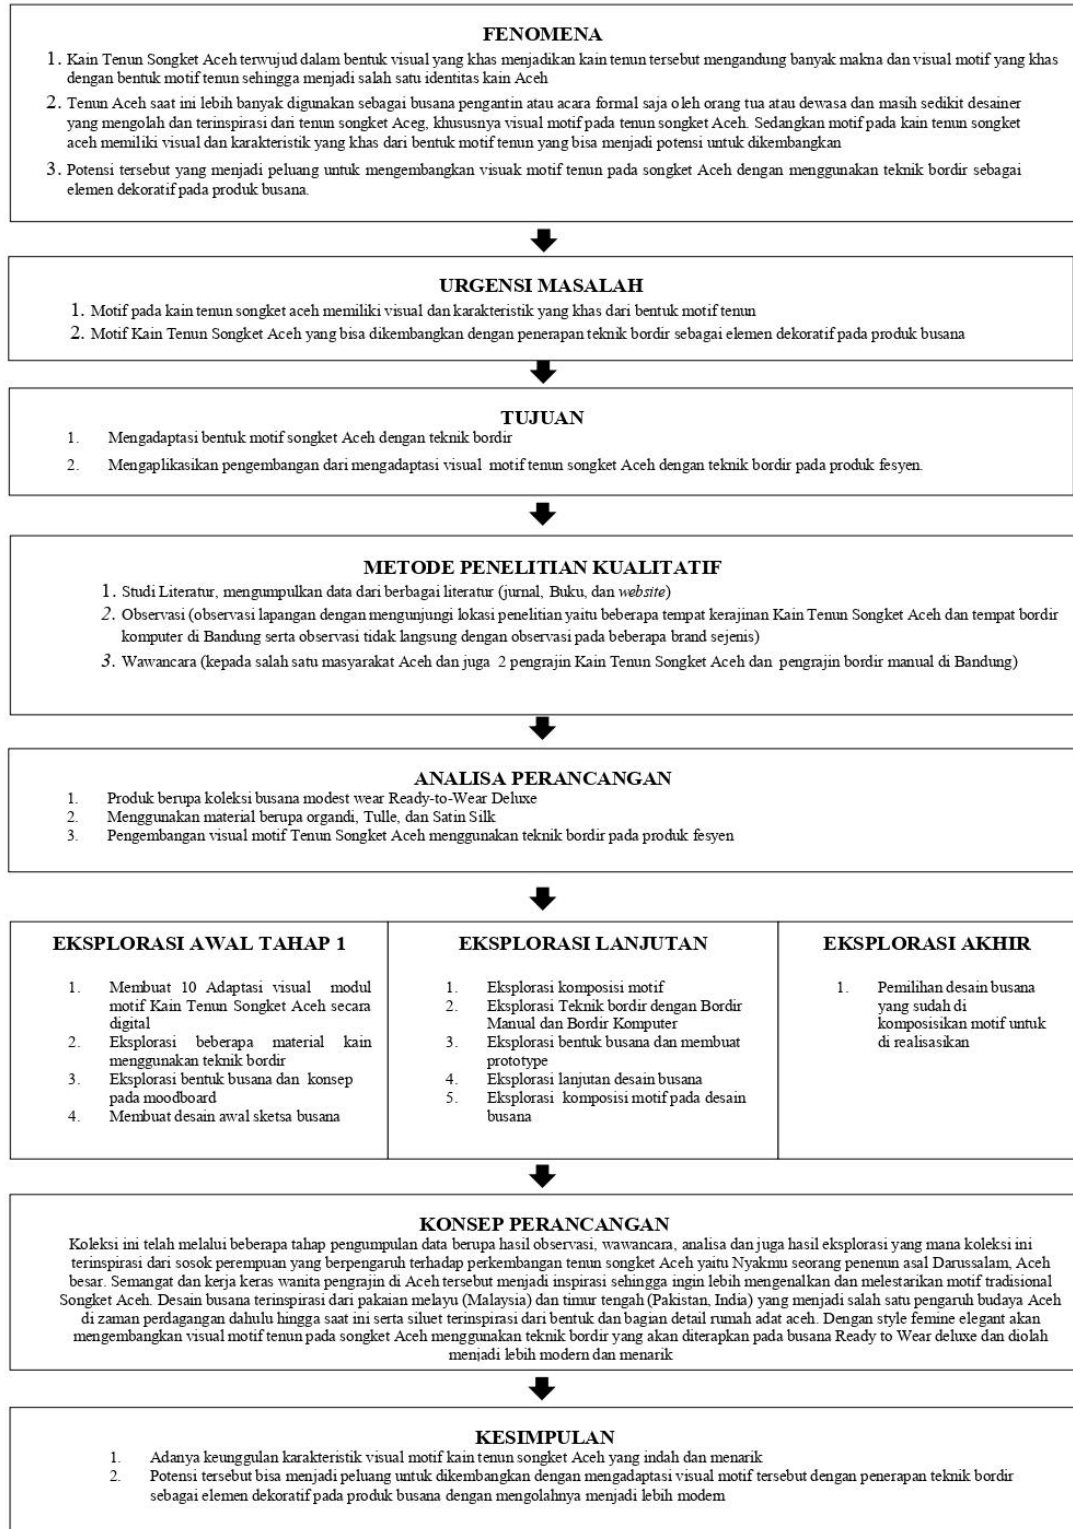 FENOMENA
1. Kain Tenun Songket Aceh terwujud dalam bentuk visual yang khas menjadikan kain tenun tersebut mengandung banyak makna dan visual motif yang khas
dengan bentuk motif tenun sehingga menjadi salah satu identitas kain Aceh
2. Tenun Aceh saat ini lebih banyak digunakan sebagai busana pengantin atau acara formal saja oleh orang tua atau dewasa dan masih sedikit desainer
yang mengolah dan terinspirasi dari tenun songket Aceg, khususnya visual motif pada tenun songket Aceh. Sedangkan motif pada kain tenun songket
aceh memiliki visual dan karakteristik yang khas dari bentuk motif tenun yang bisa menjadi potensi untuk dikembangkan
3. Potensi tersebut yang menjadi peluang untuk mengembangkan visuak motif tenun pada songket Aceh dengan menggunakan teknik bordir sebagai
elemen dekoratif pada produk busana.
URGENSI MASALAH
1. Motif pada kain tenun songket aceh memiliki visual dan karakteristik yang khas dari bentuk motif tenun
2. Motif Kain Tenun Songket Aceh yang bisa dikembangkan dengan penerapan teknik bordir sebagai elemen dekoratif pada produk busana
TUJUAN
1. Mengadaptasi bentuk motif songket Aceh dengan teknik bordir
2. Mengaplikasikan pengembangan dari mengadaptasi visual motif tenun songket Aceh dengan teknik bordir pada produk fesyen.
METODE PENELITIAN KUALITATIF
1. Studi Literatur, mengumpulkan data dari berbagai literatur (jurnal, Buku, dan website)
2. Observasi (observasi lapangan dengan mengunjungi lokasi penelitian yaitu beberapa tempat kerajinan Kain Tenun Songket Aceh dan tempat bordir
komputer di Bandung serta observasi tidak langsung dengan observasi pada beberapa brand sejenis)
3. Wawancara (kepada salah satu masyarakat Aceh dan juga 2 pengrajin Kain Tenun Songket Aceh dan pengrajin bordir manual di Bandung)
ANALISA PERANCANGAN
1. Produk berupa koleksi busana modest wear Ready-to-Wear Deluxe
2. Menggunakan material berupa organdi, Tulle, dan Satin Silk
3. Pengembangan visual motif Tenun Songket Aceh menggunakan teknik bordir pada produk fesyen
EKSPLORASI AWAL TAHAP 1
1. Membuat 10 Adaptasi visual modul
motif Kain Tenun Songket Aceh secara
digital
2. Eksplorasi beberapa material kain
menggunakan teknik bordir
3. Eksplorasi bentuk busana dan konsep
pada moodboard
4. Membuat desain awal sketsa busana
EKSPLORASI LANJUTAN
1. Eksplorasi komposisi motif
2. Eksplorasi Teknik bordir dengan Bordir
Manual dan Bordir Komputer
3. Eksplorasi bentuk busana dan membuat
prototype
4. Eksplorasi lanjutan desain busana
5. Eksplorasi komposisi motif pada desain
busana
EKSPLORASI AKHIR
1. Pemilihan desain busana
yang sudah di
komposisikan motif untuk
di realisasikan
KONSEP PERANCANGAN
Koleksi ini telah melalui beberapa tahap pengumpulan data berupa hasil observasi, wawancara, analisa dan juga hasil eksplorasi yang mana koleksi ini
terinspirasi dari sosok perempuan yang berpengaruh terhadap perkembangan tenun songket Aceh yaitu Nyakmu seorang penenun asal Darussalam, Aceh
besar. Semangat dan kerja keras wanita pengrajin di Aceh tersebut menjadi inspirasi sehingga ingin lebih mengenalkan dan melestarikan motif tradisional
Songket Aceh. Desain busana terinspirasi dari pakaian melayu (Malaysia) dan timur tengah (Pakistan, India) yang menjadi salah satu pengaruh budaya Aceh
di zaman perdagangan dahulu hingga saat ini serta siluet terinspirasi dari bentuk dan bagian detail rumah adat aceh. Dengan style femine elegant akan
mengembangkan visual motif tenun pada songket Aceh menggunakan teknik bordir yang akan diterapkan pada busana Ready to Wear deluxe dan diolah
menjadi lebih modern dan menarik
KESIMPULAN
1. Adanya keunggulan karakteristik visual motif kain tenun songket Aceh yang indah dan menarik
2. Potensi tersebut bisa menjadi peluang untuk dikembangkan dengan mengadaptasi visual motif tersebut dengan penerapan teknik bordir
sebagai elemen dekoratif pada produk busana dengan mengolahnya menjadi lebih modern